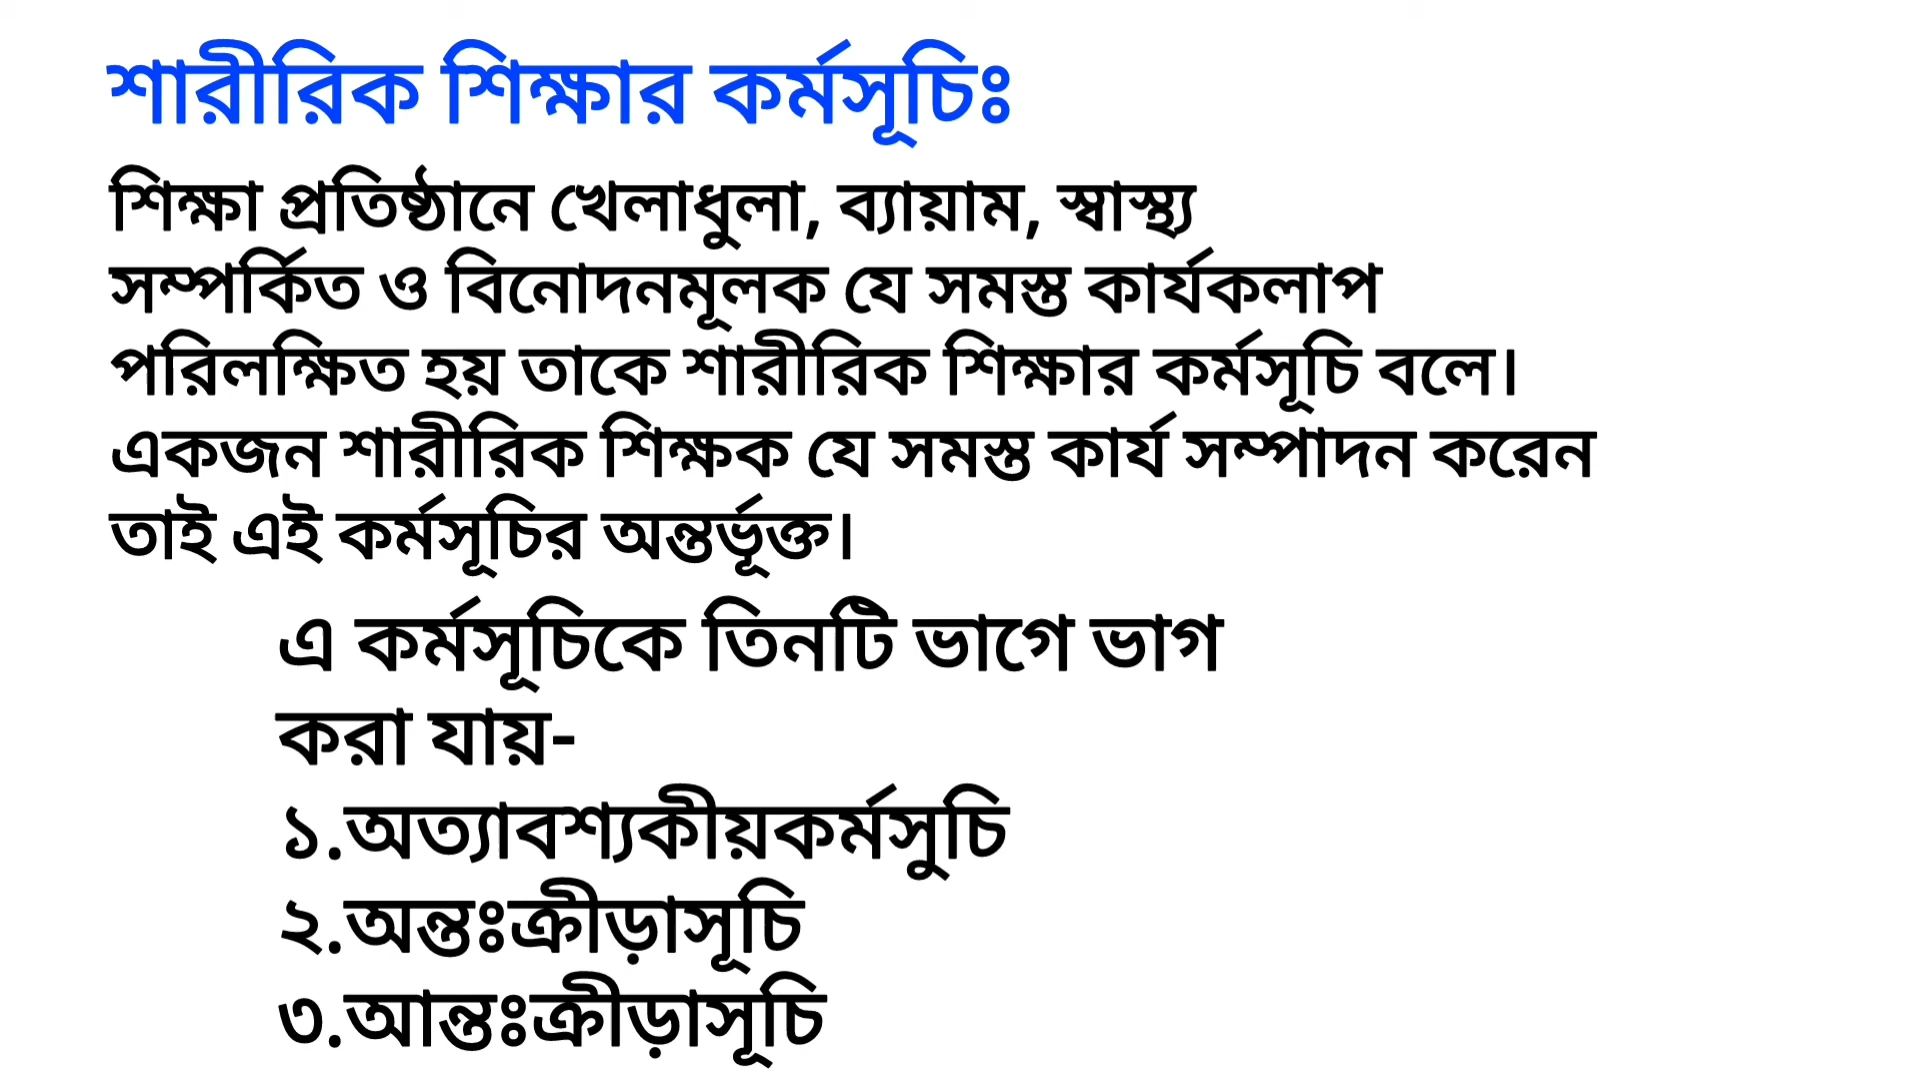 শারীরিক শিক্ষার কর্মসূচিঃ
শিক্ষা প্রতিষ্ঠানে খেলাধুলা, ব্যায়াম, স্বাস্থ্য
সম্পর্কিত ও বিনোদনমূলক যে সমস্ত কার্যকলাপ
পরিলক্ষিত হয় তাকে শারীরিক শিক্ষার কর্মসূচি বলে।
একজন শারীরিক শিক্ষক যে সমস্ত কার্য সম্পাদন করেন
তাই এই কর্মসূচির অন্তর্ভূক্ত।
এ কর্মসূচিকে তিনটি ভাগে ভাগ
করা যায়-
১.অত্যাবশ্যকীয়কর্মসুচি
২.অন্তঃক্রীড়াসূচি
৩.আন্তঃক্রীড়াসূচি